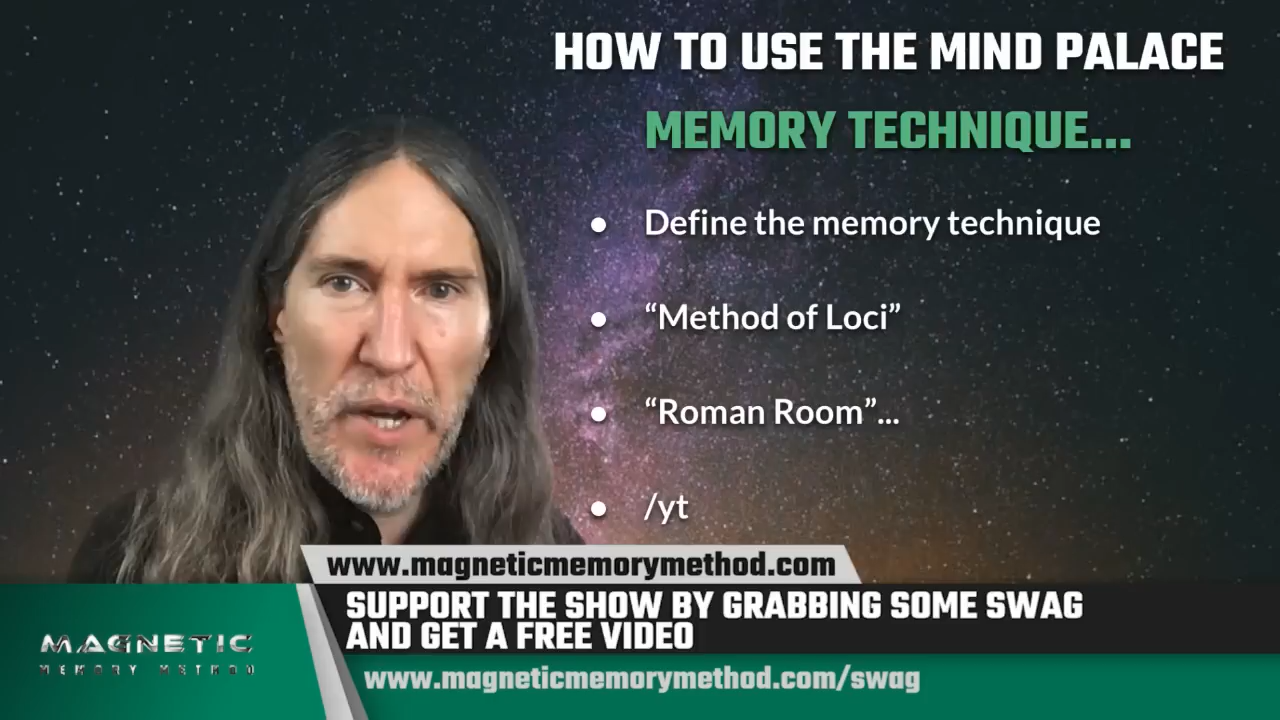 HOW TO USE THE MIND PALACE
MEMORY TECHNIQUE...
• Define the memory technique
• “Method of Loci”
• “Roman Room”...
• /yt
www.magneticmemorymethod.com
SUPPORT THE SHOW BY GRABBING SOME SWAG
AND GET A FREE VIDEO
MAGNETIC
MEMORY METHOD
www.magneticmemorymethod.com/swag